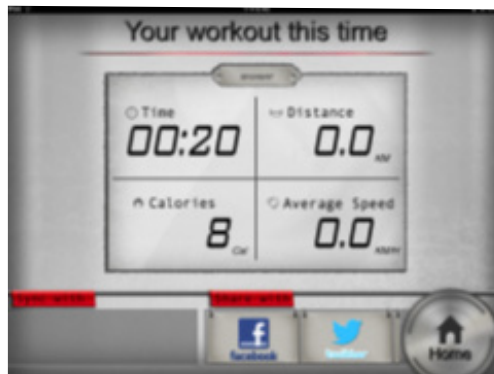 Your workout this time
Time
00:20
Distance
0.0 KM
Calories
8 Cal
Average Speed
0.0 KM/H
Sync with
Share with
facebook
twitter
Home